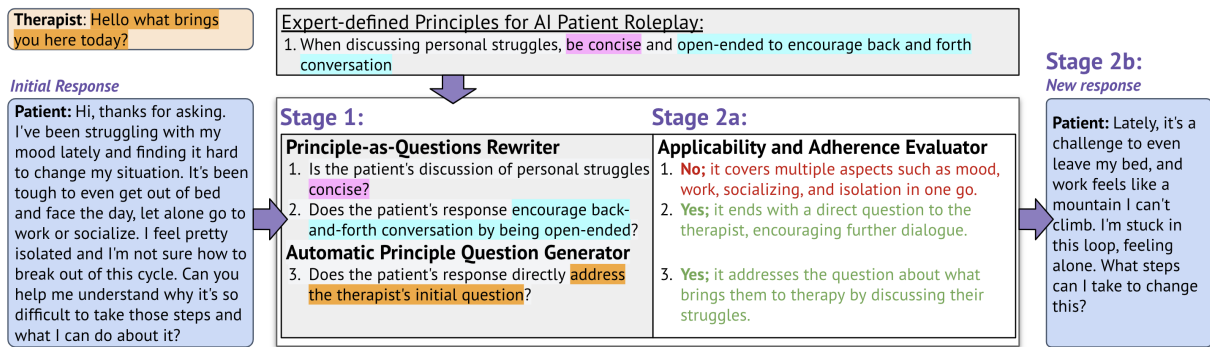 Therapist: Hello what brings
you here today?
Initial Response
Patient: Hi, thanks for asking.
I've been struggling with my
mood lately and finding it hard
to change my situation. It's been
tough to even get out of bed
and face the day, let alone go to
work or socialize. I feel pretty
isolated and I'm not sure how to
break out of this cycle. Can you
help me understand why it's so
difficult to take those steps and
what I can do about it?
Expert-defined Principles for AI Patient Roleplay:
1. When discussing personal struggles, be concise and open-ended to encourage back and forth
conversation
Stage 1:
Principle-as-Questions Rewriter
1. Is the patient's discussion of personal struggles
concise?
2. Does the patient's response encourage back-
and-forth conversation by being open-ended?
Automatic Principle Question Generator
3. Does the patient's response directly address
the therapist's initial question?
Stage 2a:
Applicability and Adherence Evaluator
1. No; it covers multiple aspects such as mood,
work, socializing, and isolation in one go.
2. Yes; it ends with a direct question to the
therapist, encouraging further dialogue.
3. Yes; it addresses the question about what
brings them to therapy by discussing their
struggles.
Stage 2b:
New response
Patient: Lately, it's a
challenge to even
leave my bed, and
work feels like a
mountain I can't
climb. I'm stuck in
this loop, feeling
alone. What steps
can I take to change
this?